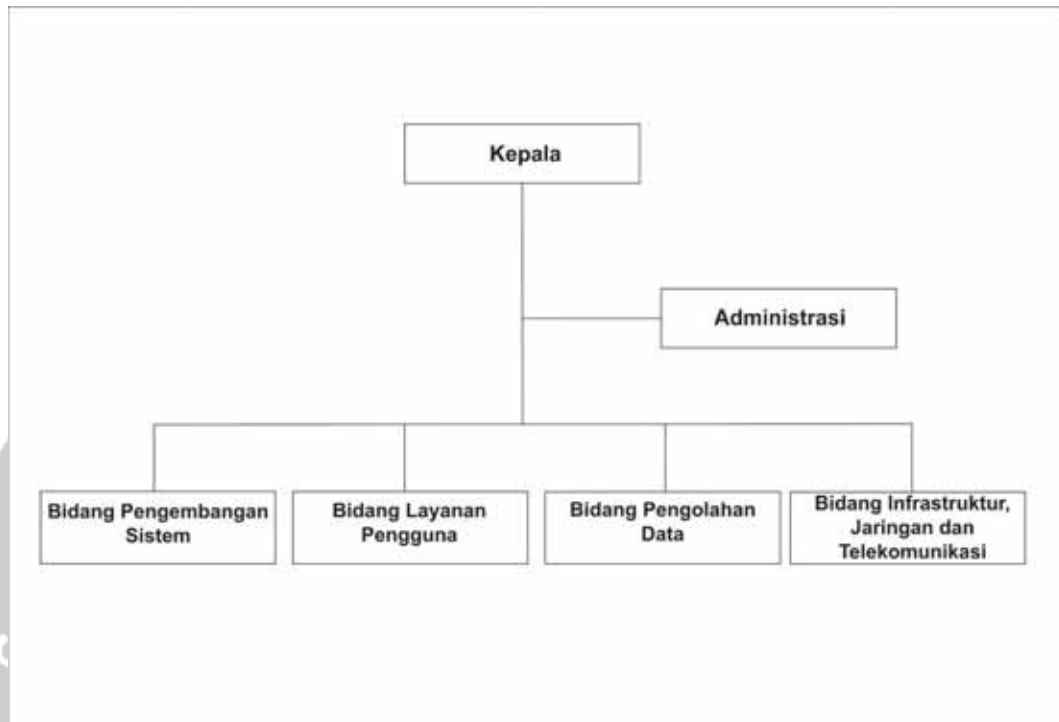 Kepala
Administrasi
Bidang Pengembangan
Sistem
Bidang Layanan
Pengguna
Bidang Pengolahan
Data
Bidang Infrastruktur,
Jaringan dan
Telekomunikasi